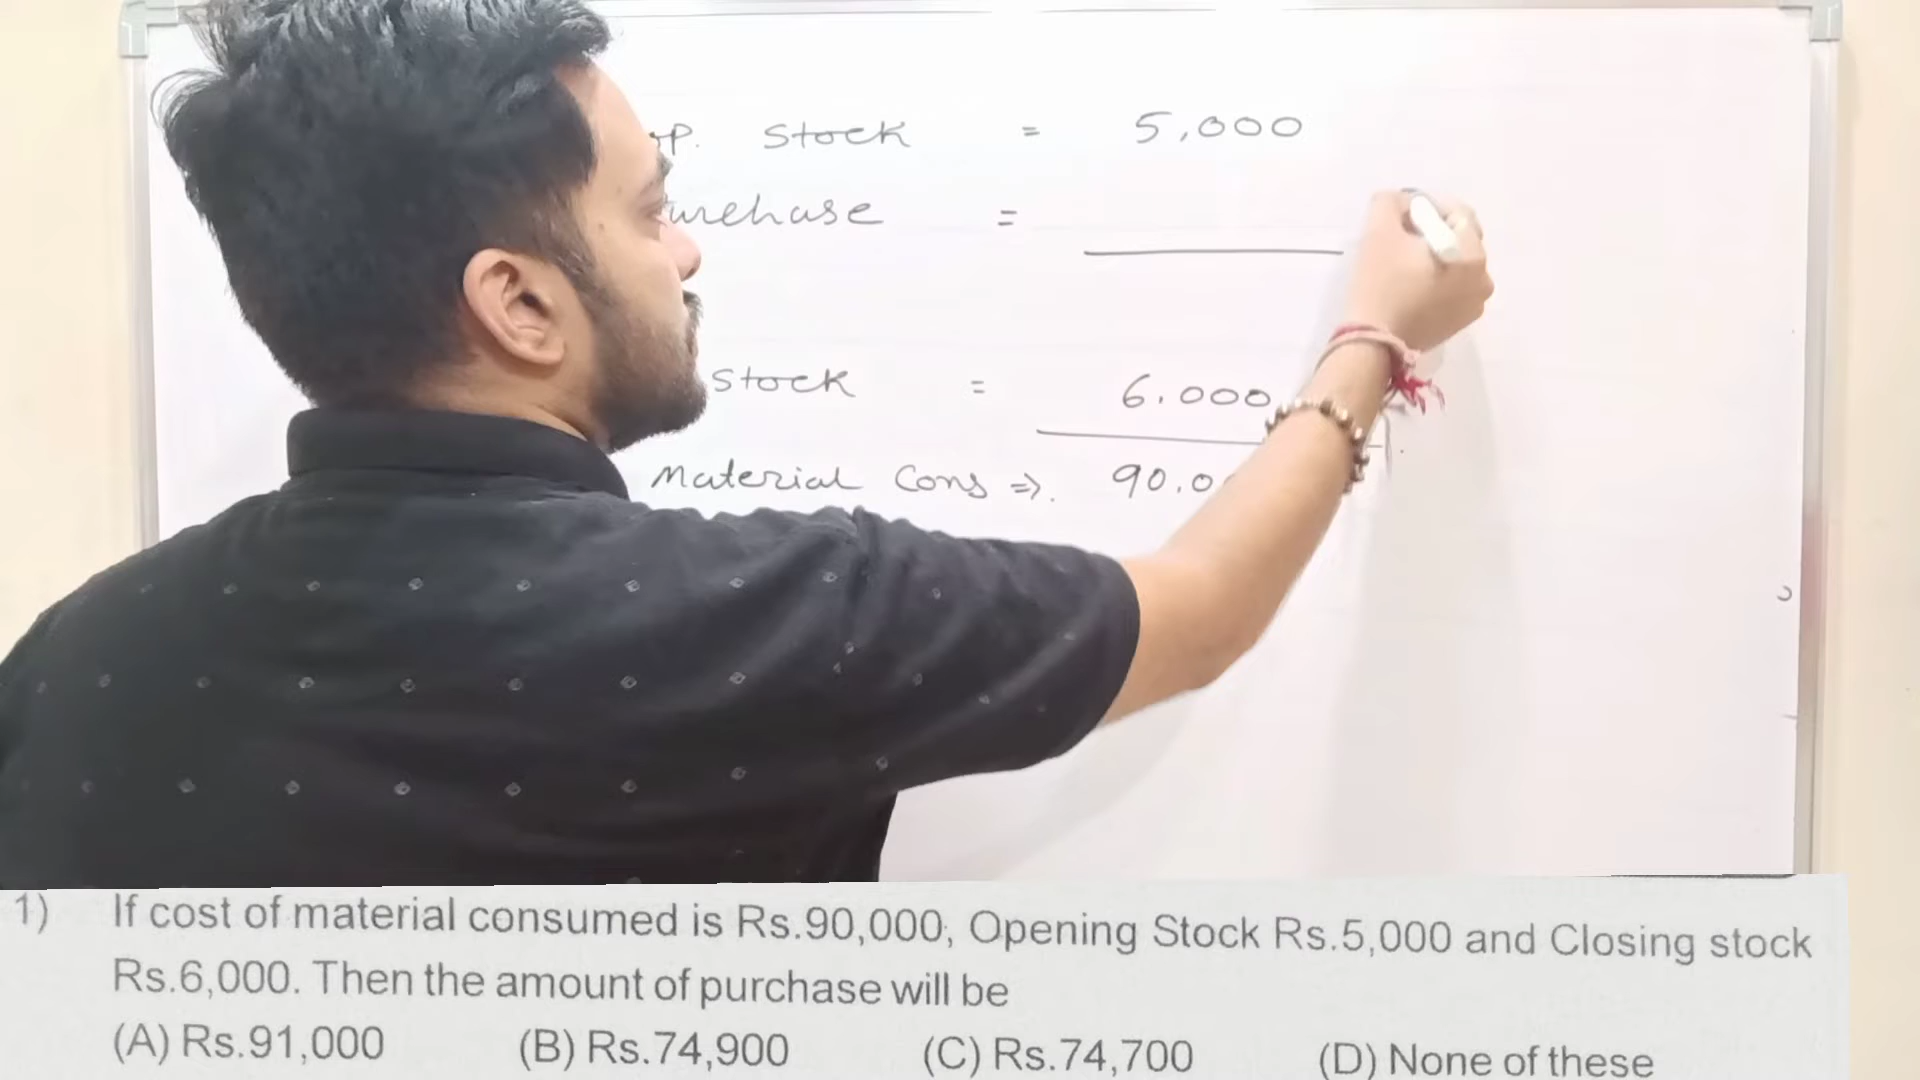 op. Stock = 5,000
urchase =
Stock = 6.000
Material Cons ⇒. 90.0
1) If cost of material consumed is Rs.90,000, Opening Stock Rs.5,000 and Closing stock
Rs.6,000. Then the amount of purchase will be
(A) Rs.91,000 (B) Rs.74,900 (C) Rs.74,700 (D) None of these